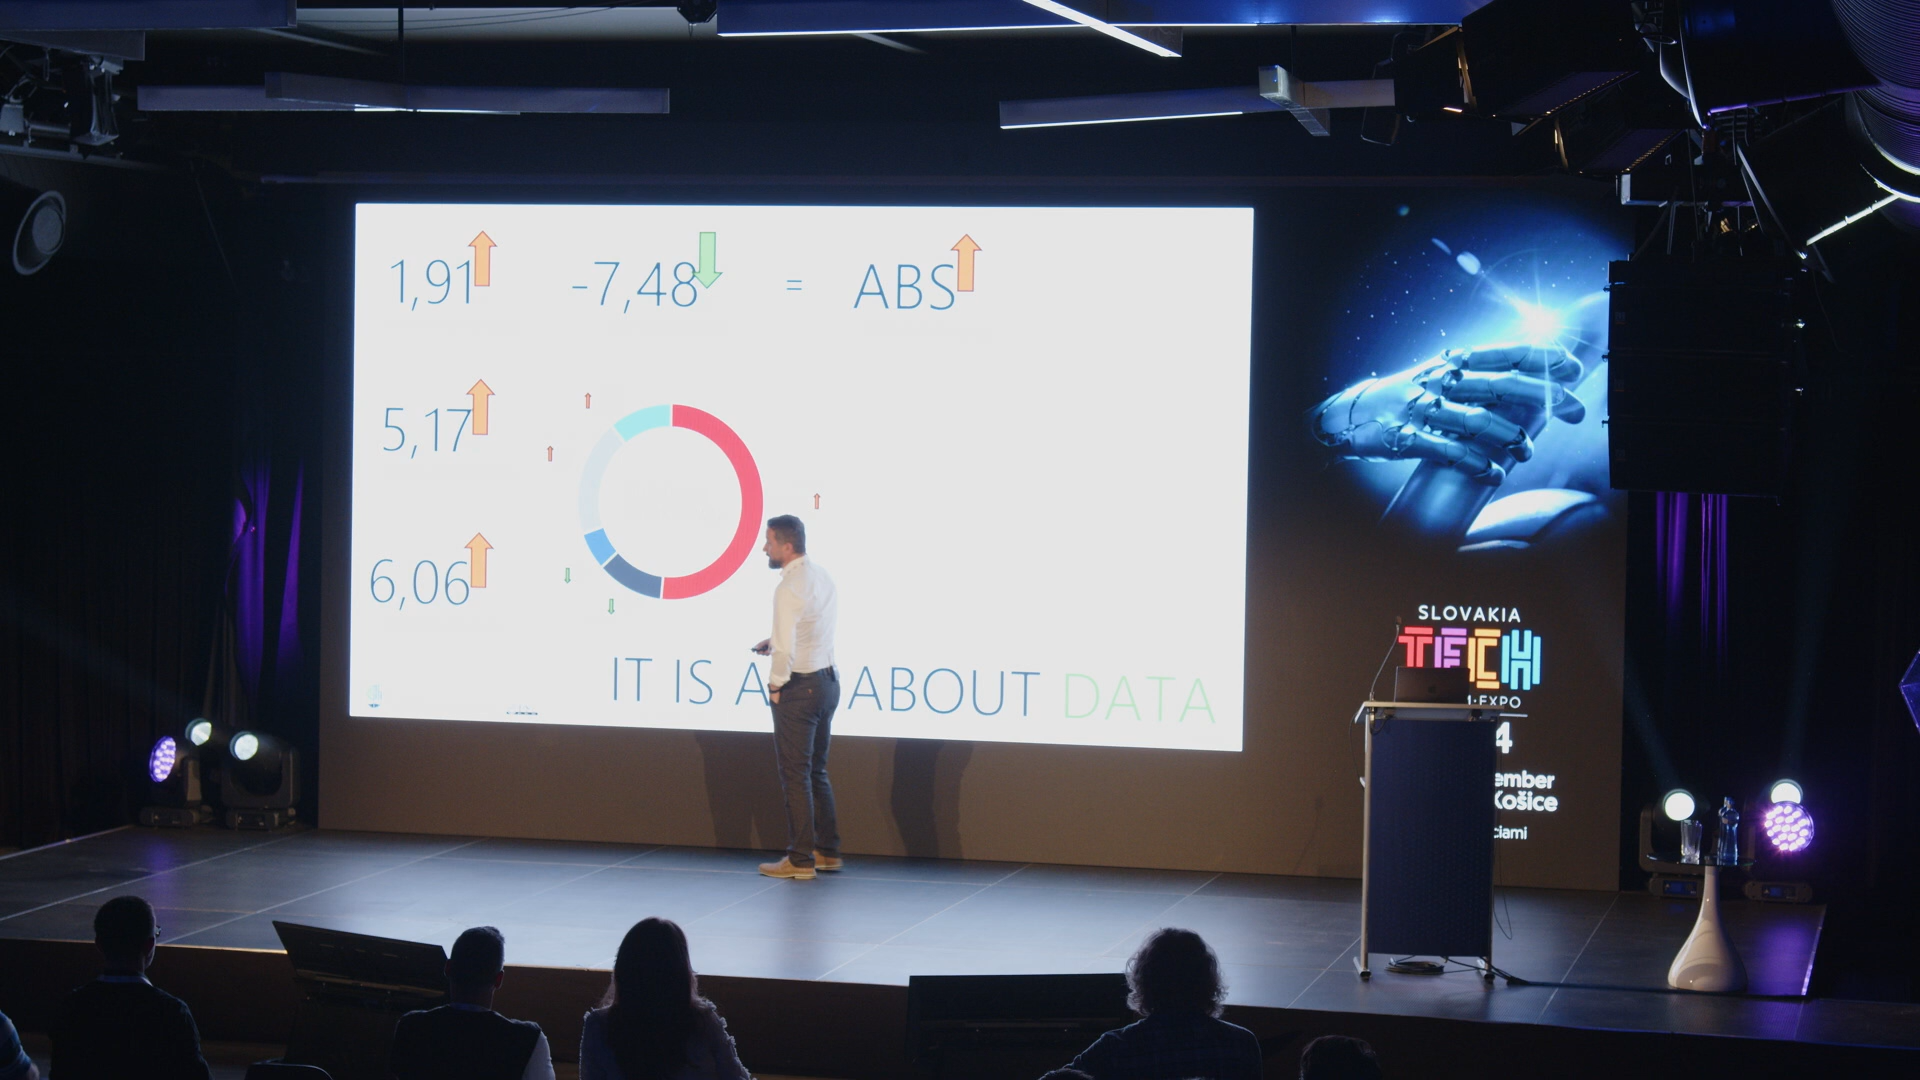 1,91 -7,48 = ABS
5,17
6,06
IT IS A ABOUT DATA
SLOVAKIA
TECH
EXPO
4
ember
Košice
ciami